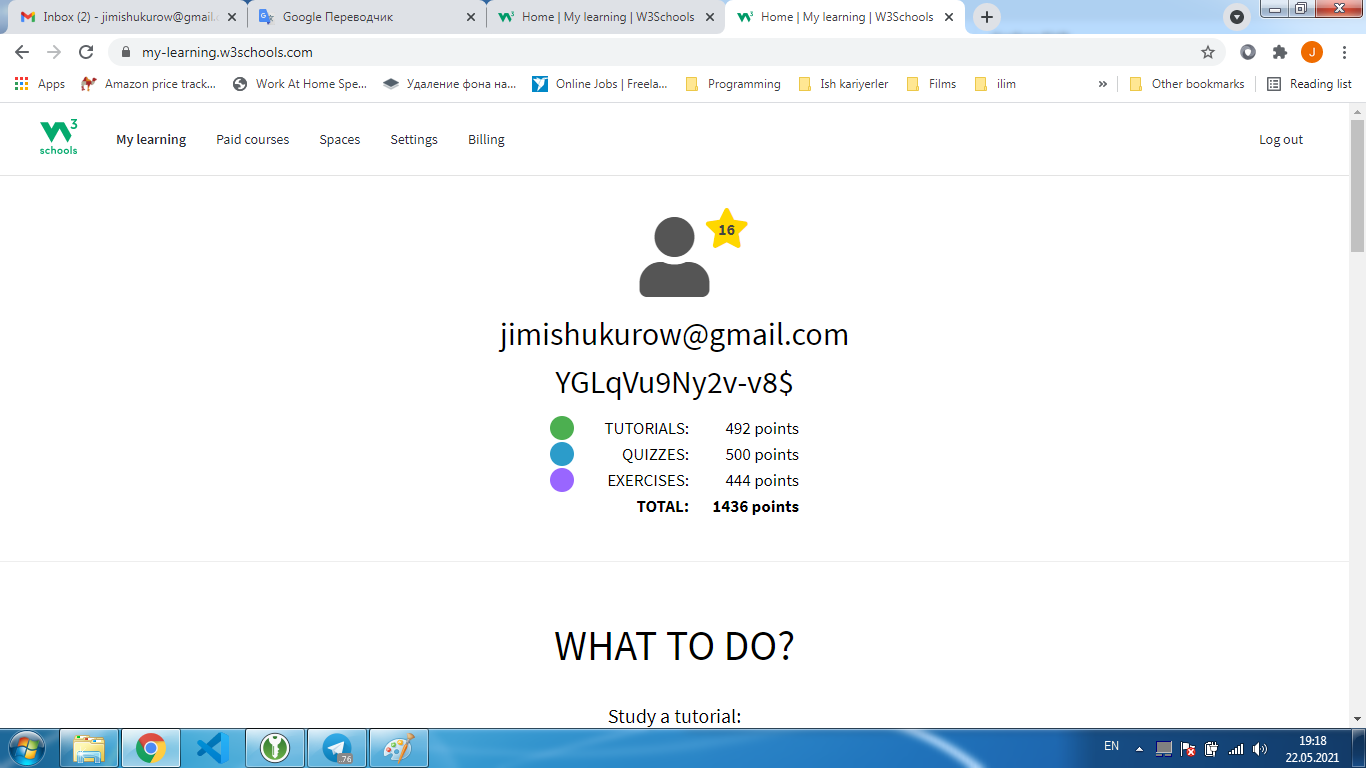 Inbox (2) - jimishukurow@gmail.
Google Переводчик
Home | My learning | W3Schools
Home | My learning | W3Schools
my-learning.w3schools.com
J
Apps
Amazon price track...
Work At Home Spe...
Удаление фона на...
Online Jobs | Freela...
Programming
Ish kariyerler
Films
ilim
»
Other bookmarks
Reading list
W3
schools
My learning
Paid courses
Spaces
Settings
Billing
Log out
16
jimishukurow@gmail.com
YGLqVu9Ny2v-v8$
TUTORIALS: 492 points
QUIZZES: 500 points
EXERCISES: 444 points
TOTAL: 1436 points
WHAT TO DO?
Study a tutorial:
..76
EN
19:18
22.05.2021